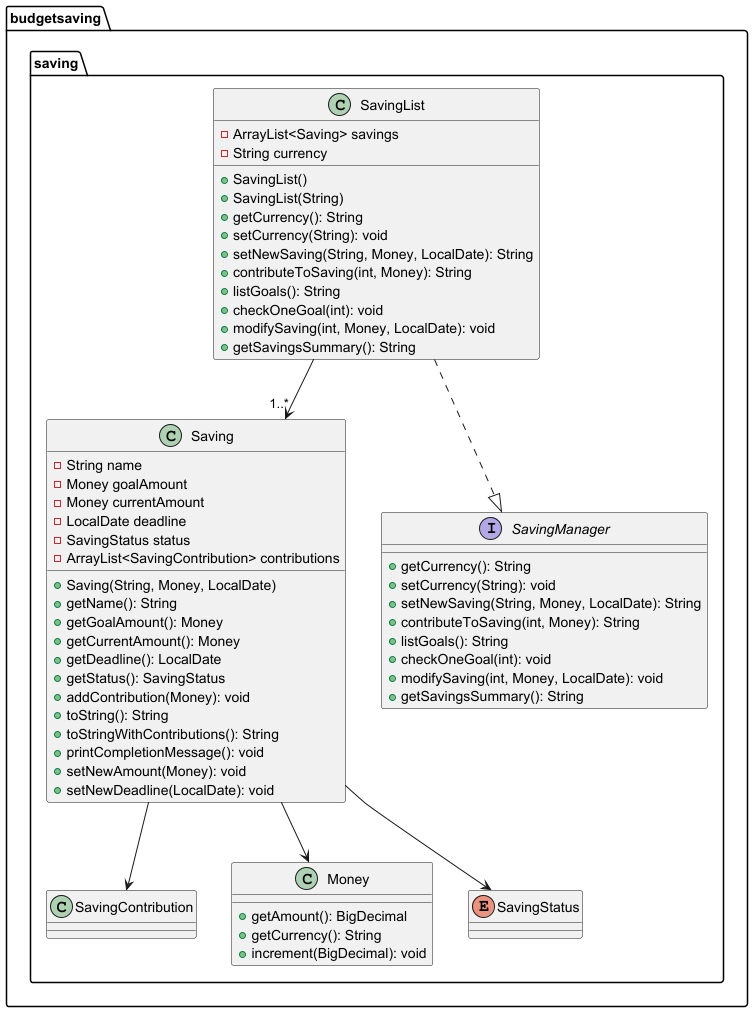 budgetsaving
saving
C SavingList
ArrayList<Saving> savings
String currency
SavingList()
SavingList(String)
getCurrency(): String
setCurrency(String): void
setNewSaving(String, Money, LocalDate): String
contributeToSaving(int, Money): String
listGoals(): String
checkOneGoal(int): void
modifySaving(int, Money, LocalDate): void
getSavingsSummary(): String
1..*
C Saving
String name
Money goalAmount
Money currentAmount
LocalDate deadline
SavingStatus status
ArrayList<SavingContribution> contributions
Saving(String, Money, LocalDate)
getName(): String
getGoalAmount(): Money
getCurrentAmount(): Money
getDeadline(): LocalDate
getStatus(): SavingStatus
addContribution(Money): void
toString(): String
toStringWithContributions(): String
printCompletionMessage(): void
setNewAmount(Money): void
setNewDeadline(LocalDate): void
I SavingManager
getCurrency(): String
setCurrency(String): void
setNewSaving(String, Money, LocalDate): String
contributeToSaving(int, Money): String
listGoals(): String
checkOneGoal(int): void
modifySaving(int, Money, LocalDate): void
getSavingsSummary(): String
C SavingContribution
C Money
getAmount(): BigDecimal
getCurrency(): String
increment(BigDecimal): void
E SavingStatus